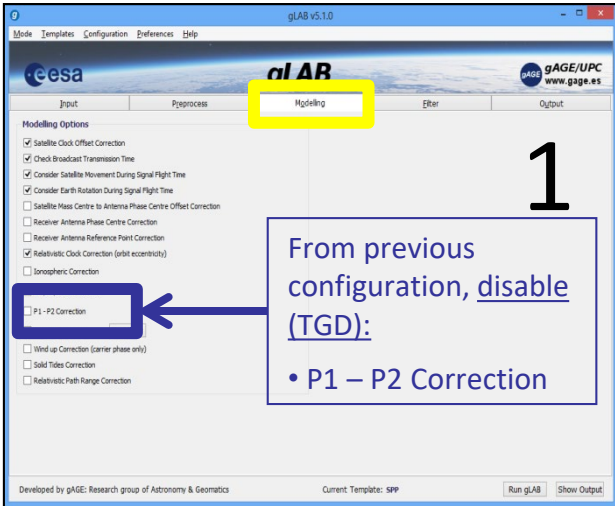 gLAB v5.1.0
Mode Templates Configuration Preferences Help
esa
gLAB
gAGE
gAGE/UPC
www.gage.es
Input Preprocess Modeling Filter Output
Modelling Options
Satellite Clock Offset Correction
Check Broadcast Transmission Time
Consider Satellite Movement During Signal Flight Time
Consider Earth Rotation During Signal Flight Time
Satellite Mass Centre to Antenna Phase Centre Offset Correction
Receiver Antenna Phase Centre Correction
Receiver Antenna Reference Point Correction
Relativistic Clock Correction (orbit eccentricity)
Ionospheric Correction
P1 - P2 Correction
Wind up Correction (carrier phase only)
Solid Tides Correction
Relativistic Path Range Correction
1
From previous
configuration, disable
(TGD):
• P1 – P2 Correction
Developed by gAGE: Research group of Astronomy & Geomatics Current Template: SPP Run gLAB Show Output